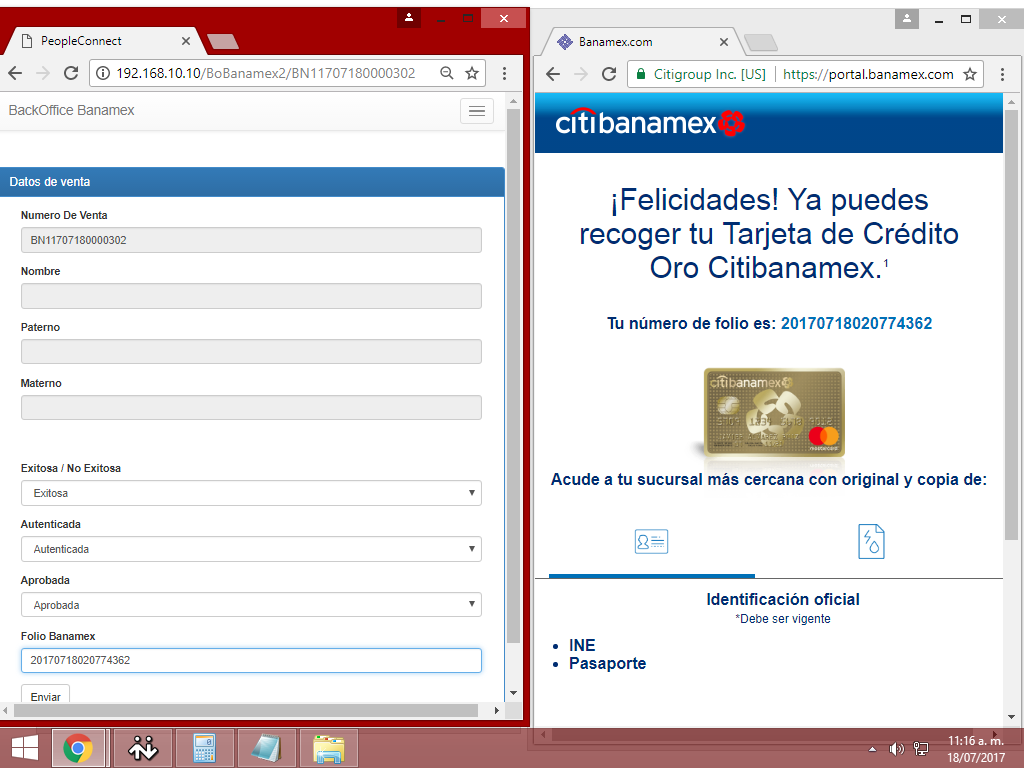 PeopleConnect
192.168.10.10/BoBanamex2/BN11707180000302
BackOffice Banamex
Datos de venta
Numero De Venta
BN11707180000302
Nombre
Paterno
Materno
Exitosa / No Exitosa
Exitosa
Autenticada
Autenticada
Aprobada
Aprobada
Folio Banamex
20170718020774362
Enviar
Banamex.com
Citigroup Inc. [US]
https://portal.banamex.com
citibanamex
¡Felicidades! Ya puedes
recoger tu Tarjeta de Crédito
Oro Citibanamex.1
Tu número de folio es: 20170718020774362
citibanamex
mastercard
Acude a tu sucursal más cercana con original y copia de:
Identificación oficial
*Debe ser vigente
• INE
• Pasaporte
11:16 a. m.
18/07/2017